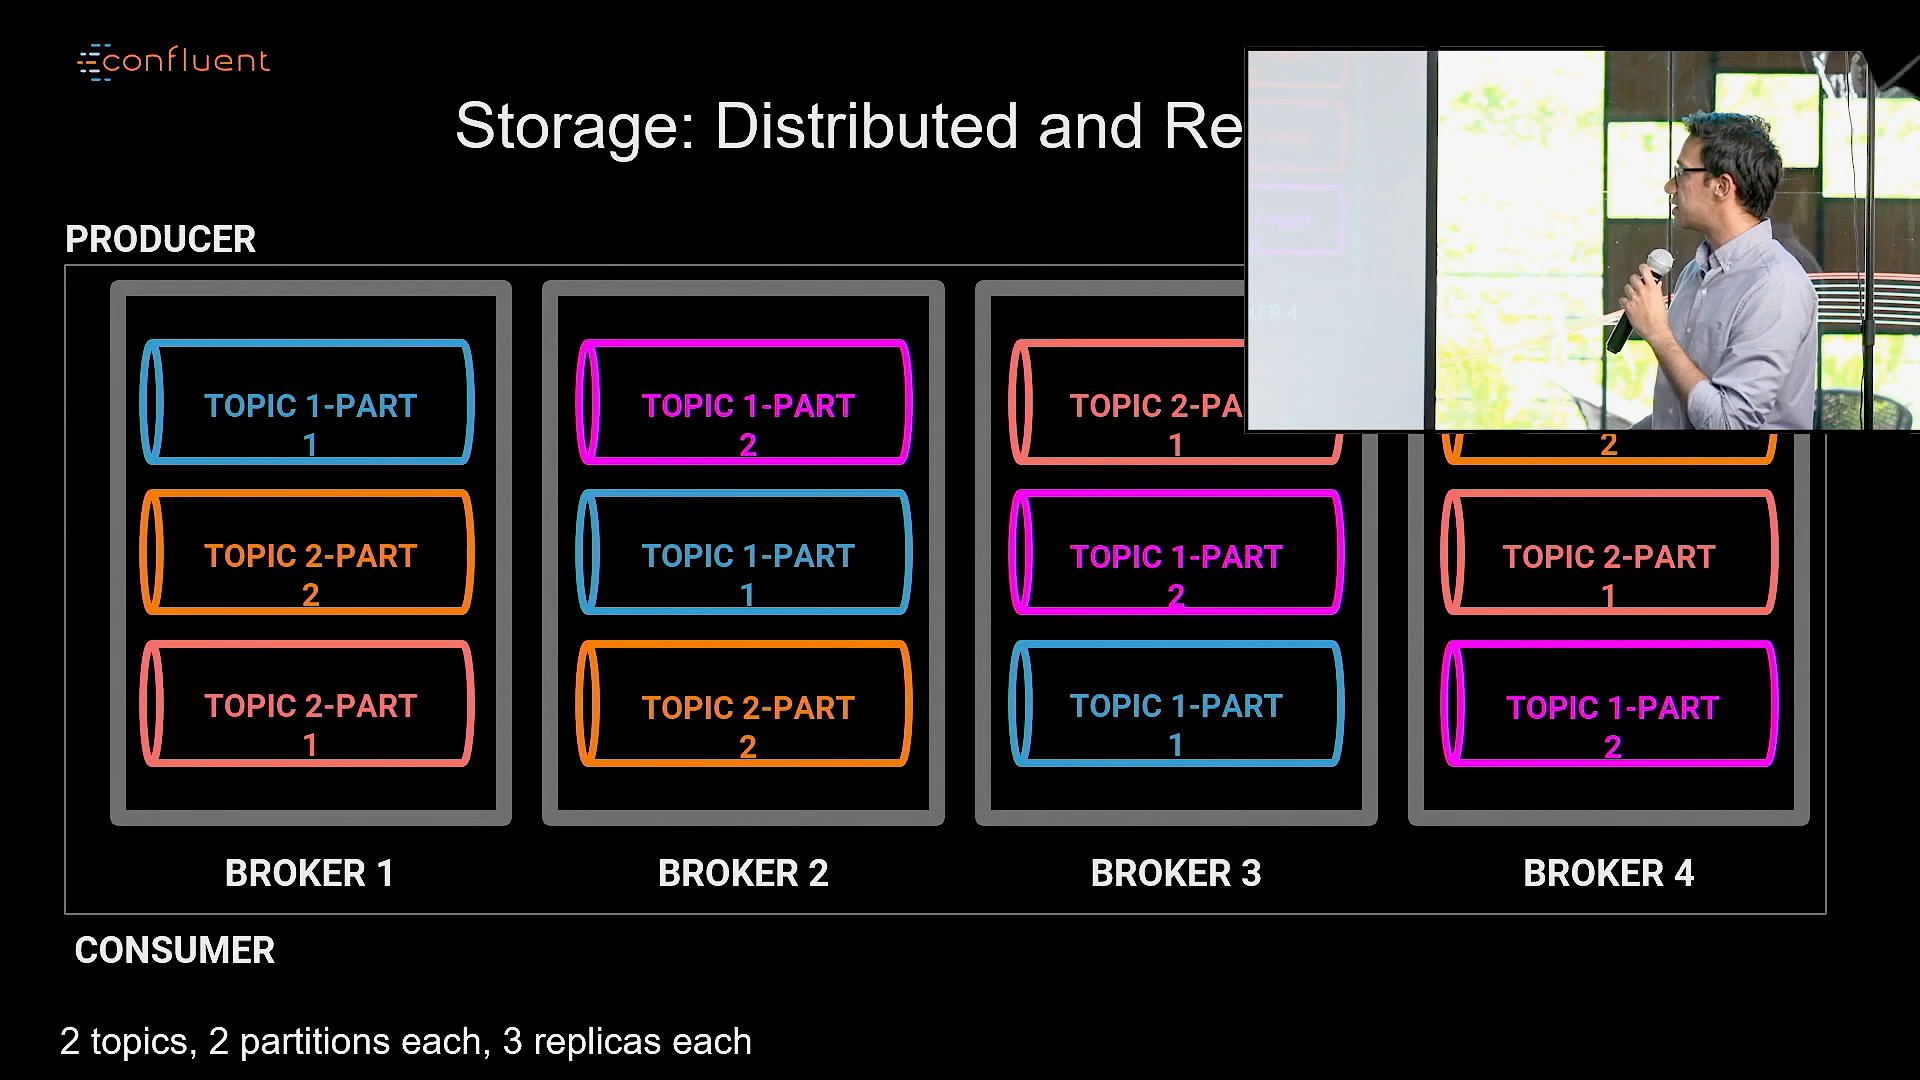 confluent
Storage: Distributed and Re
PRODUCER
TOPIC 1-PART
1
TOPIC 2-PART
2
TOPIC 2-PART
1
BROKER 1
TOPIC 1-PART
2
TOPIC 1-PART
1
TOPIC 2-PART
2
BROKER 2
TOPIC 2-PA
1
TOPIC 1-PART
2
TOPIC 1-PART
1
BROKER 3
2
TOPIC 2-PART
1
TOPIC 1-PART
2
BROKER 4
KER 4
CONSUMER
2 topics, 2 partitions each, 3 replicas each